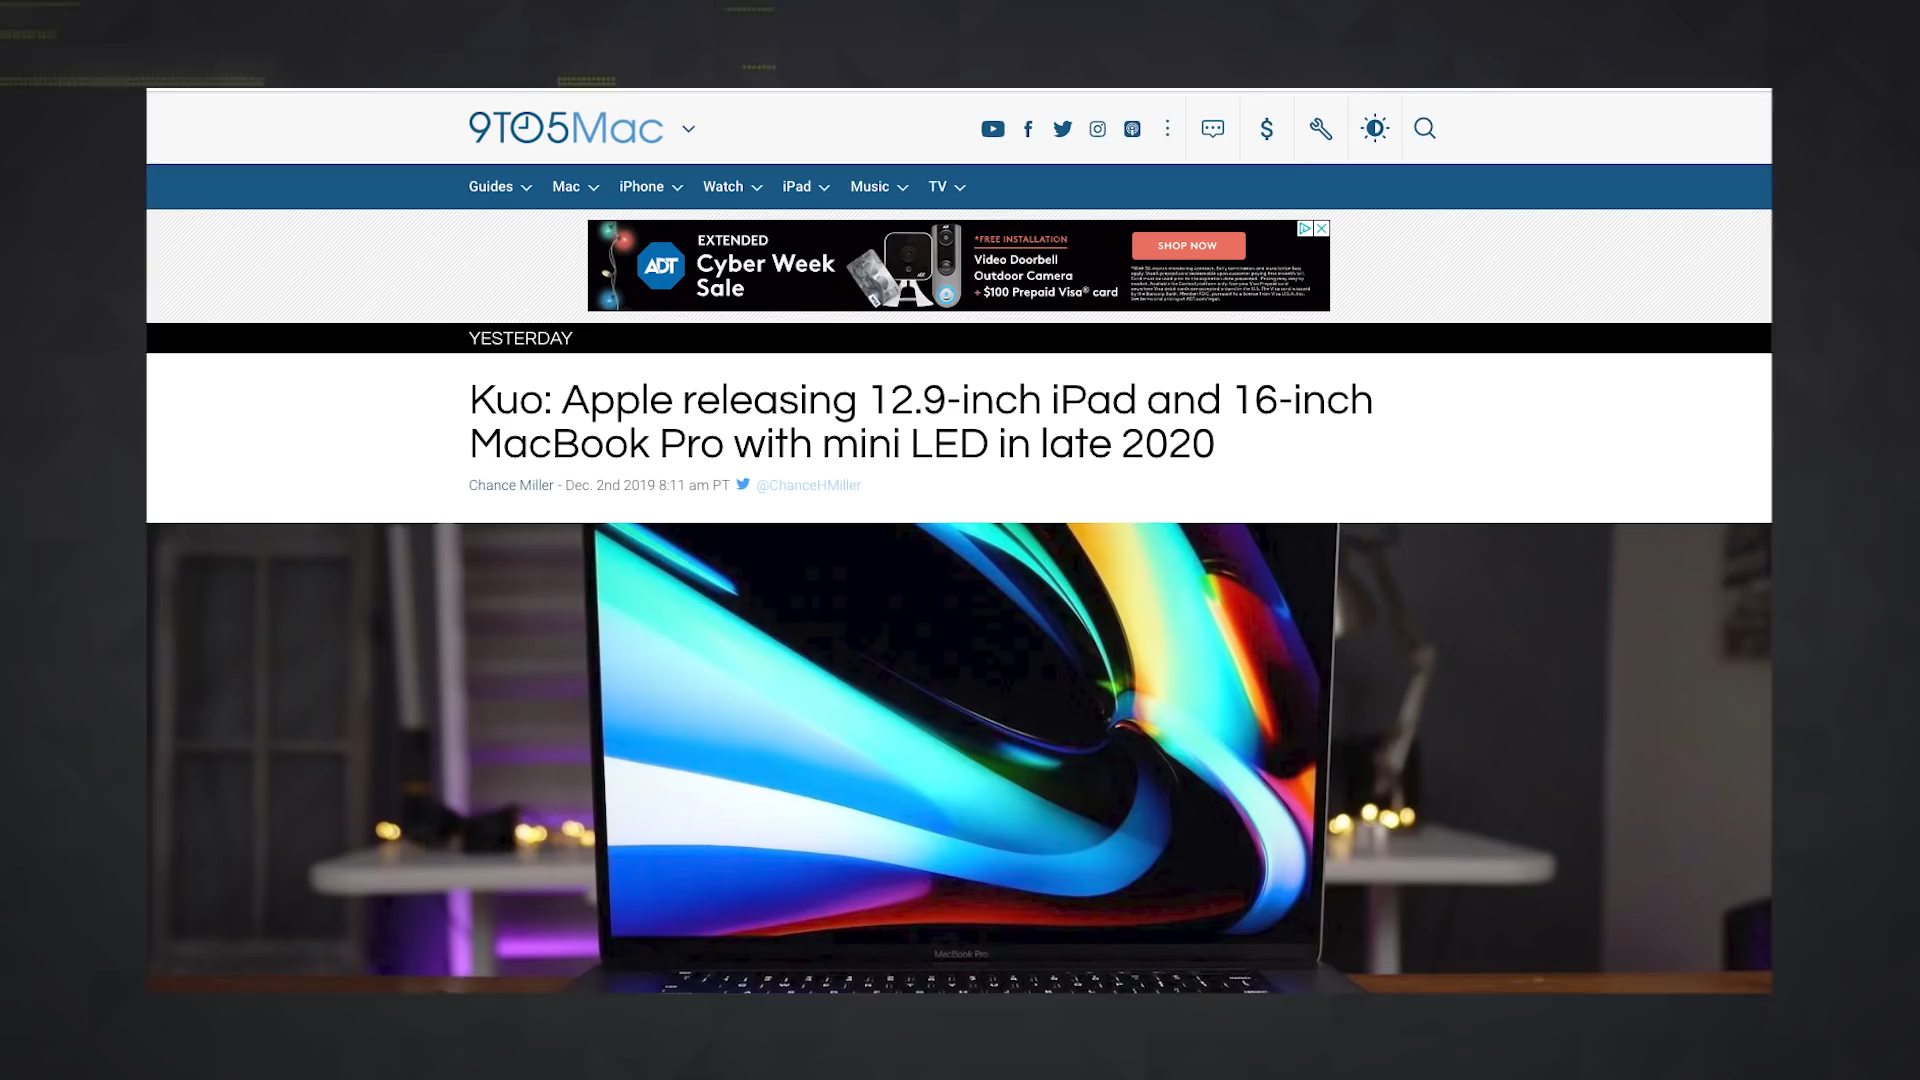 9TO5Mac
Guides Mac iPhone Watch iPad Music TV
ADT
EXTENDED
Cyber Week
Sale
*FREE INSTALLATION
Video Doorbell
Outdoor Camera
+ $100 Prepaid Visa® card
SHOP NOW
YESTERDAY
Kuo: Apple releasing 12.9-inch iPad and 16-inch
MacBook Pro with mini LED in late 2020
Chance Miller - Dec. 2nd 2019 8:11 am PT @ChanceHMiller
MacBook Pro